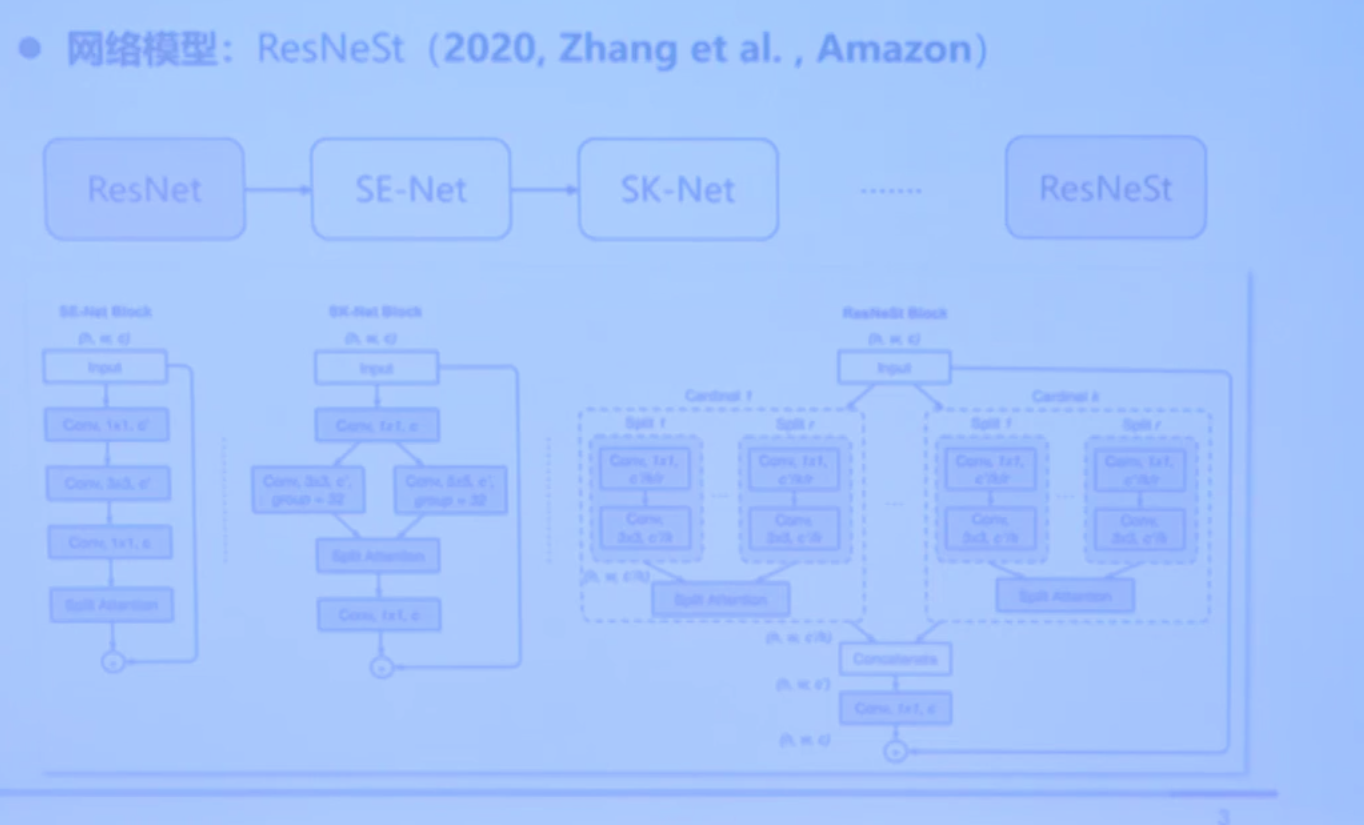 ● 网络模型：ResNeSt（2020, Zhang et al. , Amazon）
ResNet
SE-Net
SK-Net
.......
ResNeSt
SE-Net Block
(h, w, c)
Input
Conv, 1x1, c'
Conv, 3x3, c'
Conv, 1x1, c
Split Attention
SK-Net Block
(h, w, c)
Input
Conv, 1x1, c
Conv, 3x3, c',
group = 32
Conv, 5x5, c',
group = 32
Split Attention
Conv, 1x1, c
ResNeSt Block
(h, w, c)
Input
Cardinal 1
Split 1
Conv, 1x1,
c'/k/r
Conv,
3x3, c'/k
Split r
Conv, 1x1,
c'/k/r
Conv,
3x3, c'/k
(h, w, c'/k)
Split Attention
Cardinal k
Split 1
Conv, 1x1,
c'/k/r
Conv,
3x3, c'/k
Split r
Conv, 1x1,
c'/k/r
Conv,
3x3, c'/k
Split Attention
(h, w, c'/k)
Concatenate
(h, w, c')
Conv, 1x1, c
(h, w, c)
3